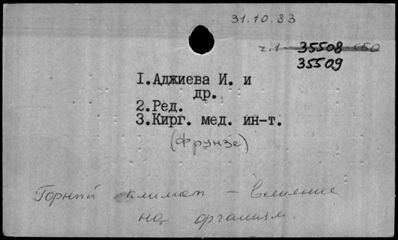 31.10.83
ч.1 35508
35509
1.Аджиева И. и
др.
2.Ред.
3.Кирг. мед. ин-т.
(Фрунзе)
Горный климат - влияние
на организм.